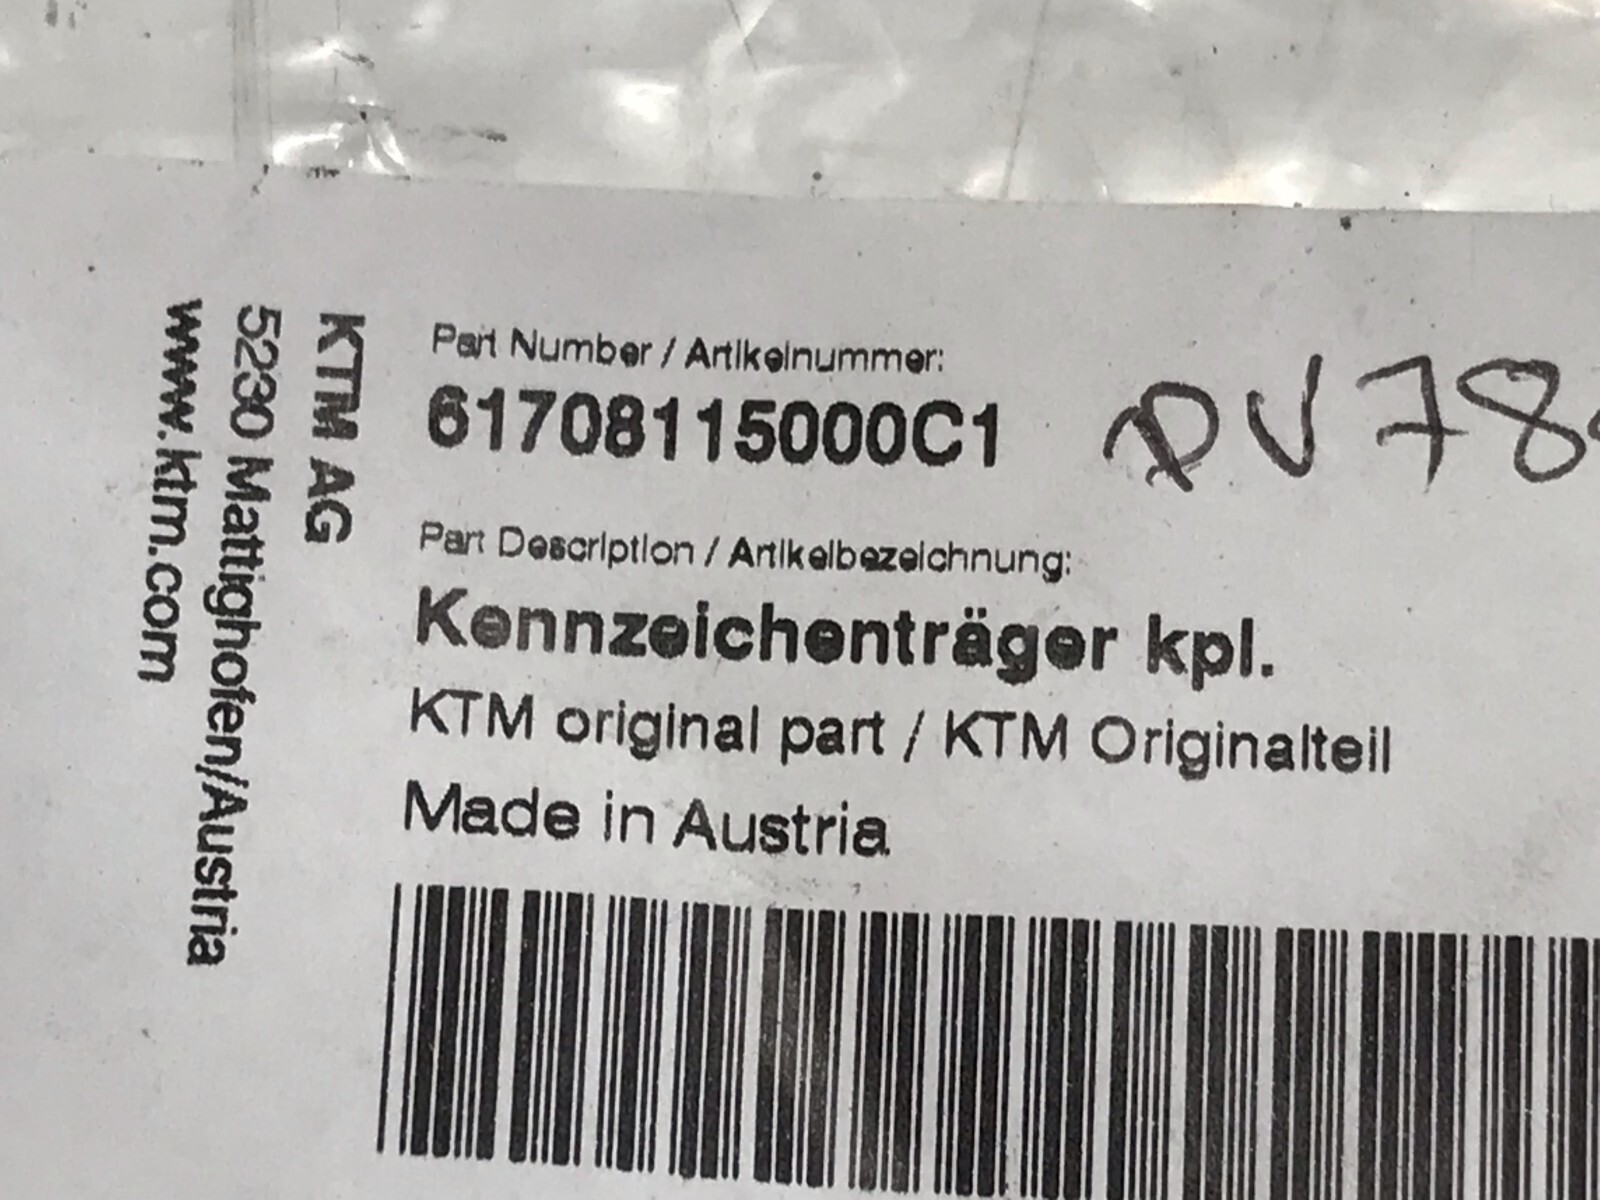 KTM AG
5230 Mattighofen/Austria
www.ktm.com
Part Number / Artikelnummer:
61708115000C1
Part Description / Artikelbezeichnung:
Kennzeichenträger kpl.
KTM original part / KTM Originalteil
Made in Austria